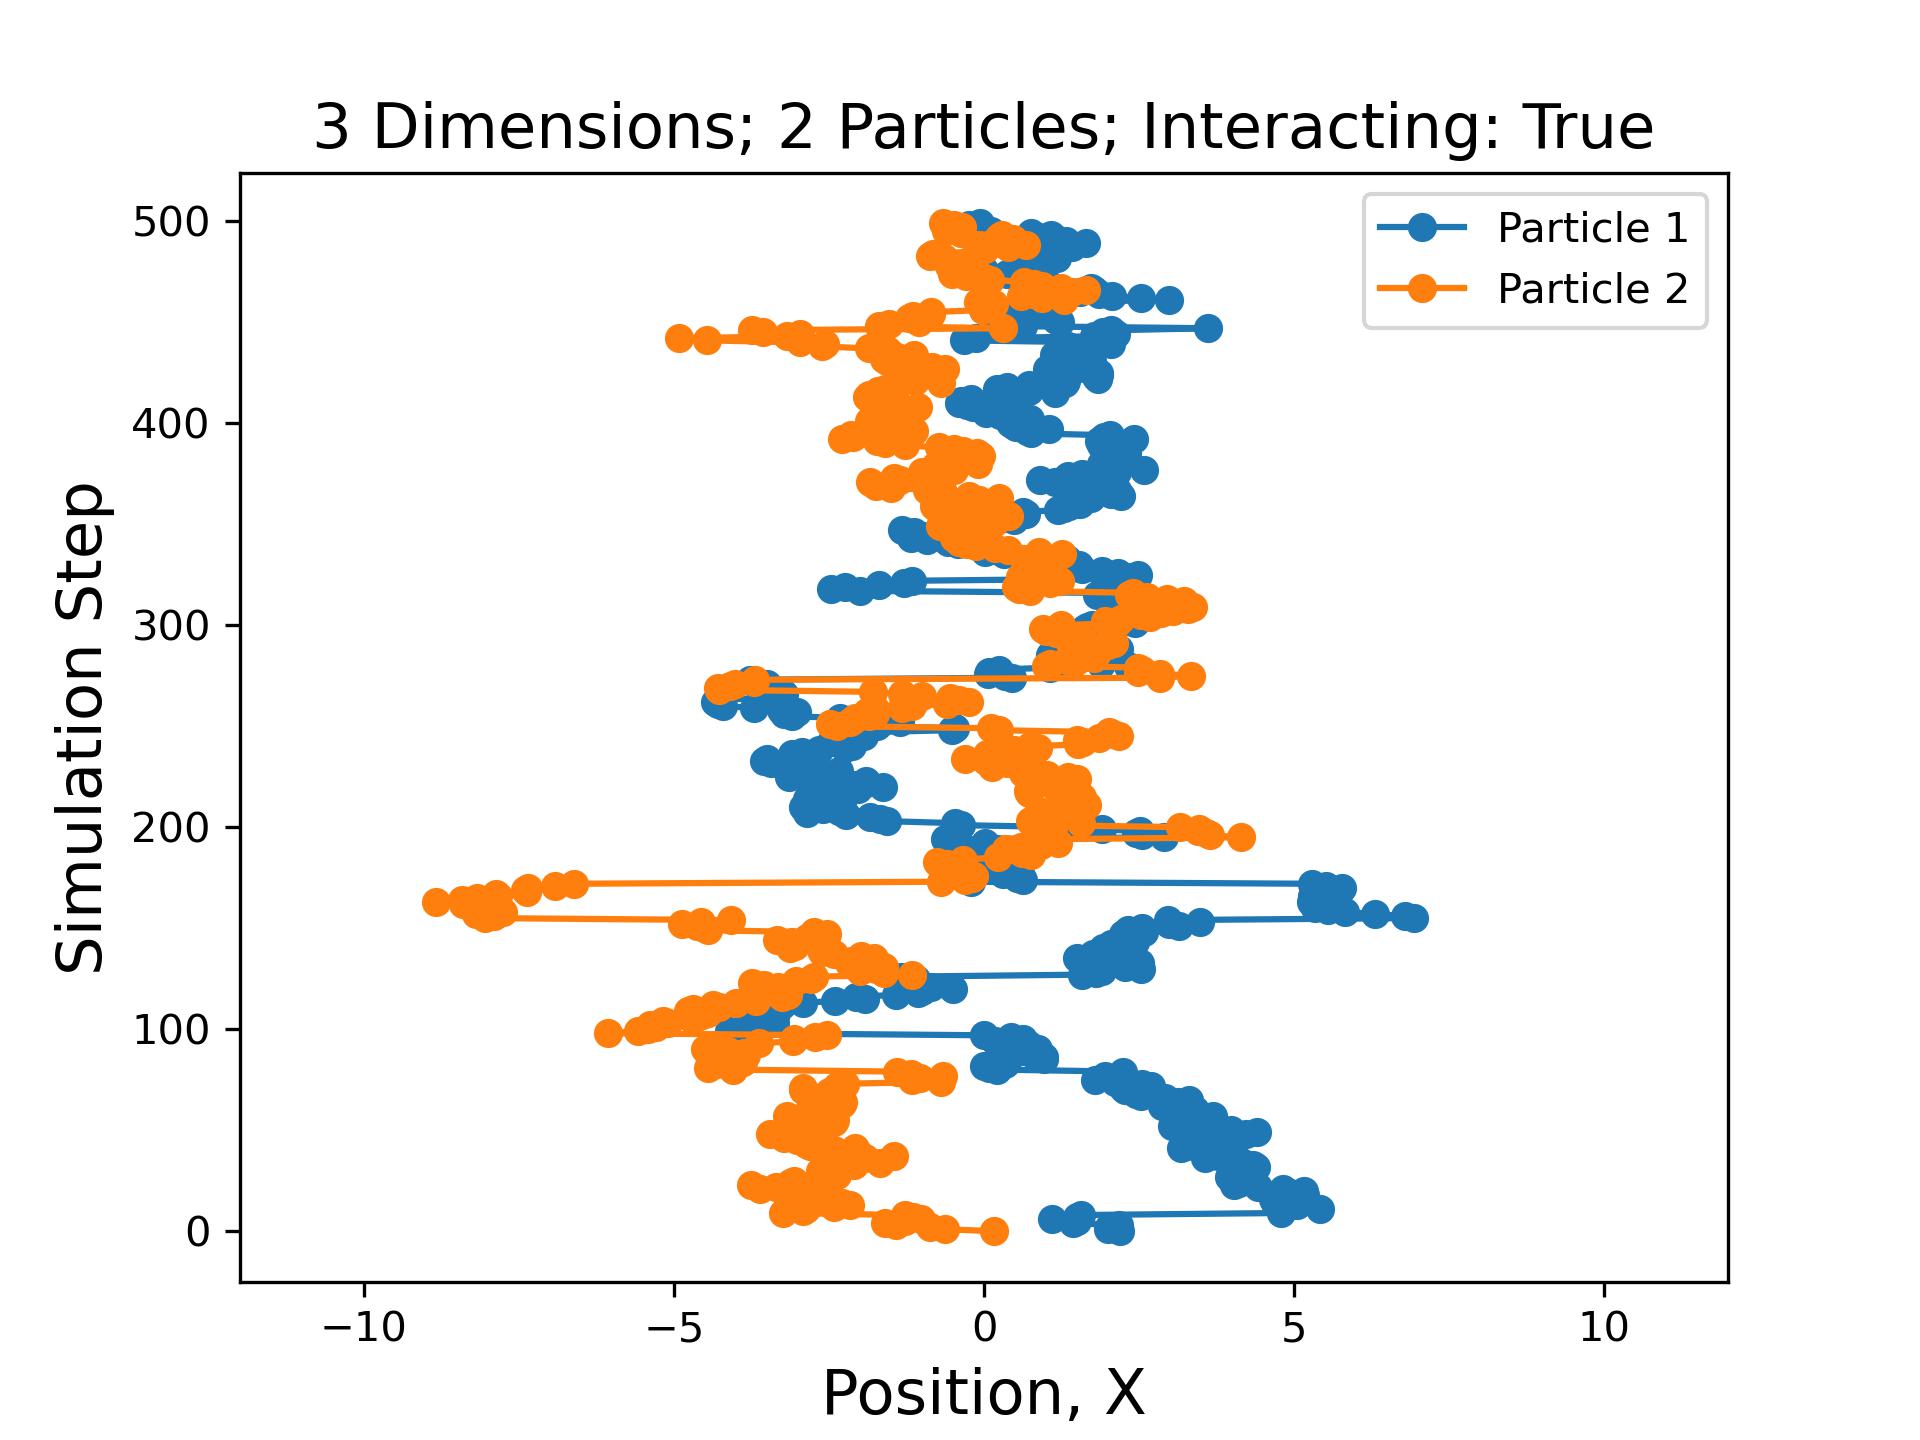 3 Dimensions; 2 Particles; Interacting: True
Particle 1
Particle 2
Simulation Step
500
400
300
200
100
0
−10
−5
0
5
10
Position, X